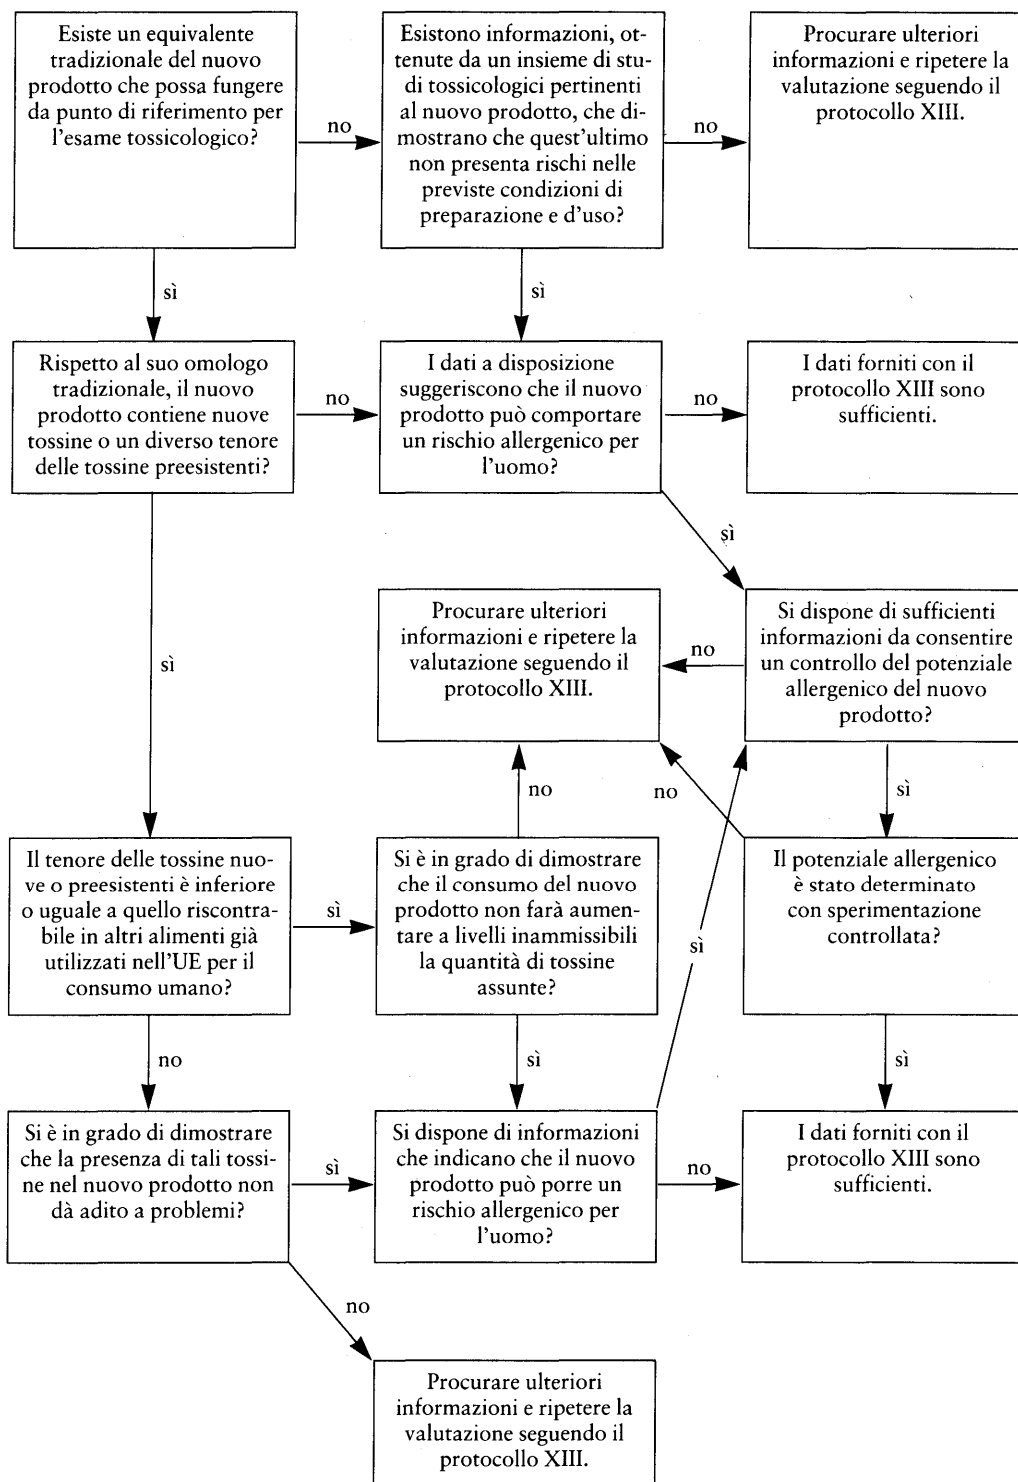 Esiste un equivalente
tradizionale del nuovo
prodotto che possa fungere
da punto di riferimento per
l'esame tossicologico?
no
Esistono informazioni, ot-
tenute da un insieme di stu-
di tossicologici pertinenti
al nuovo prodotto, che di-
mostrano che quest'ultimo
non presenta rischi nelle
previste condizioni di
preparazione e d'uso?
no
Procurare ulteriori
informazioni e ripetere la
valutazione seguendo il
protocollo XIII.
sì
sì
Rispetto al suo omologo
tradizionale, il nuovo
prodotto contiene nuove
tossine o un diverso tenore
delle tossine preesistenti?
no
I dati a disposizione
suggeriscono che il nuovo
prodotto può comportare
un rischio allergenico per
l'uomo?
no
I dati forniti con il
protocollo XIII sono
sufficienti.
sì
sì
Procurare ulteriori
informazioni e ripetere la
valutazione seguendo il
protocollo XIII.
no
Si dispone di sufficienti
informazioni da consentire
un controllo del potenziale
allergenico del nuovo
prodotto?
no
no
sì
Il tenore delle tossine nuo-
ve o preesistenti è inferiore
o uguale a quello riscontra-
bile in altri alimenti già
utilizzati nell'UE per il
consumo umano?
sì
Si è in grado di dimostrare
che il consumo del nuovo
prodotto non farà aumen-
tare a livelli inammissibili
la quantità di tossine
assunte?
sì
Il potenziale allergenico
è stato determinato
con sperimentazione
controllata?
no
sì
sì
Si è in grado di dimostrare
che la presenza di tali tossi-
ne nel nuovo prodotto non
dà adito a problemi?
sì
Si dispone di informazioni
che indicano che il nuovo
prodotto può porre un
rischio allergenico per
l'uomo?
no
I dati forniti con il
protocollo XIII sono
sufficienti.
no
Procurare ulteriori
informazioni e ripetere la
valutazione seguendo il
protocollo XIII.